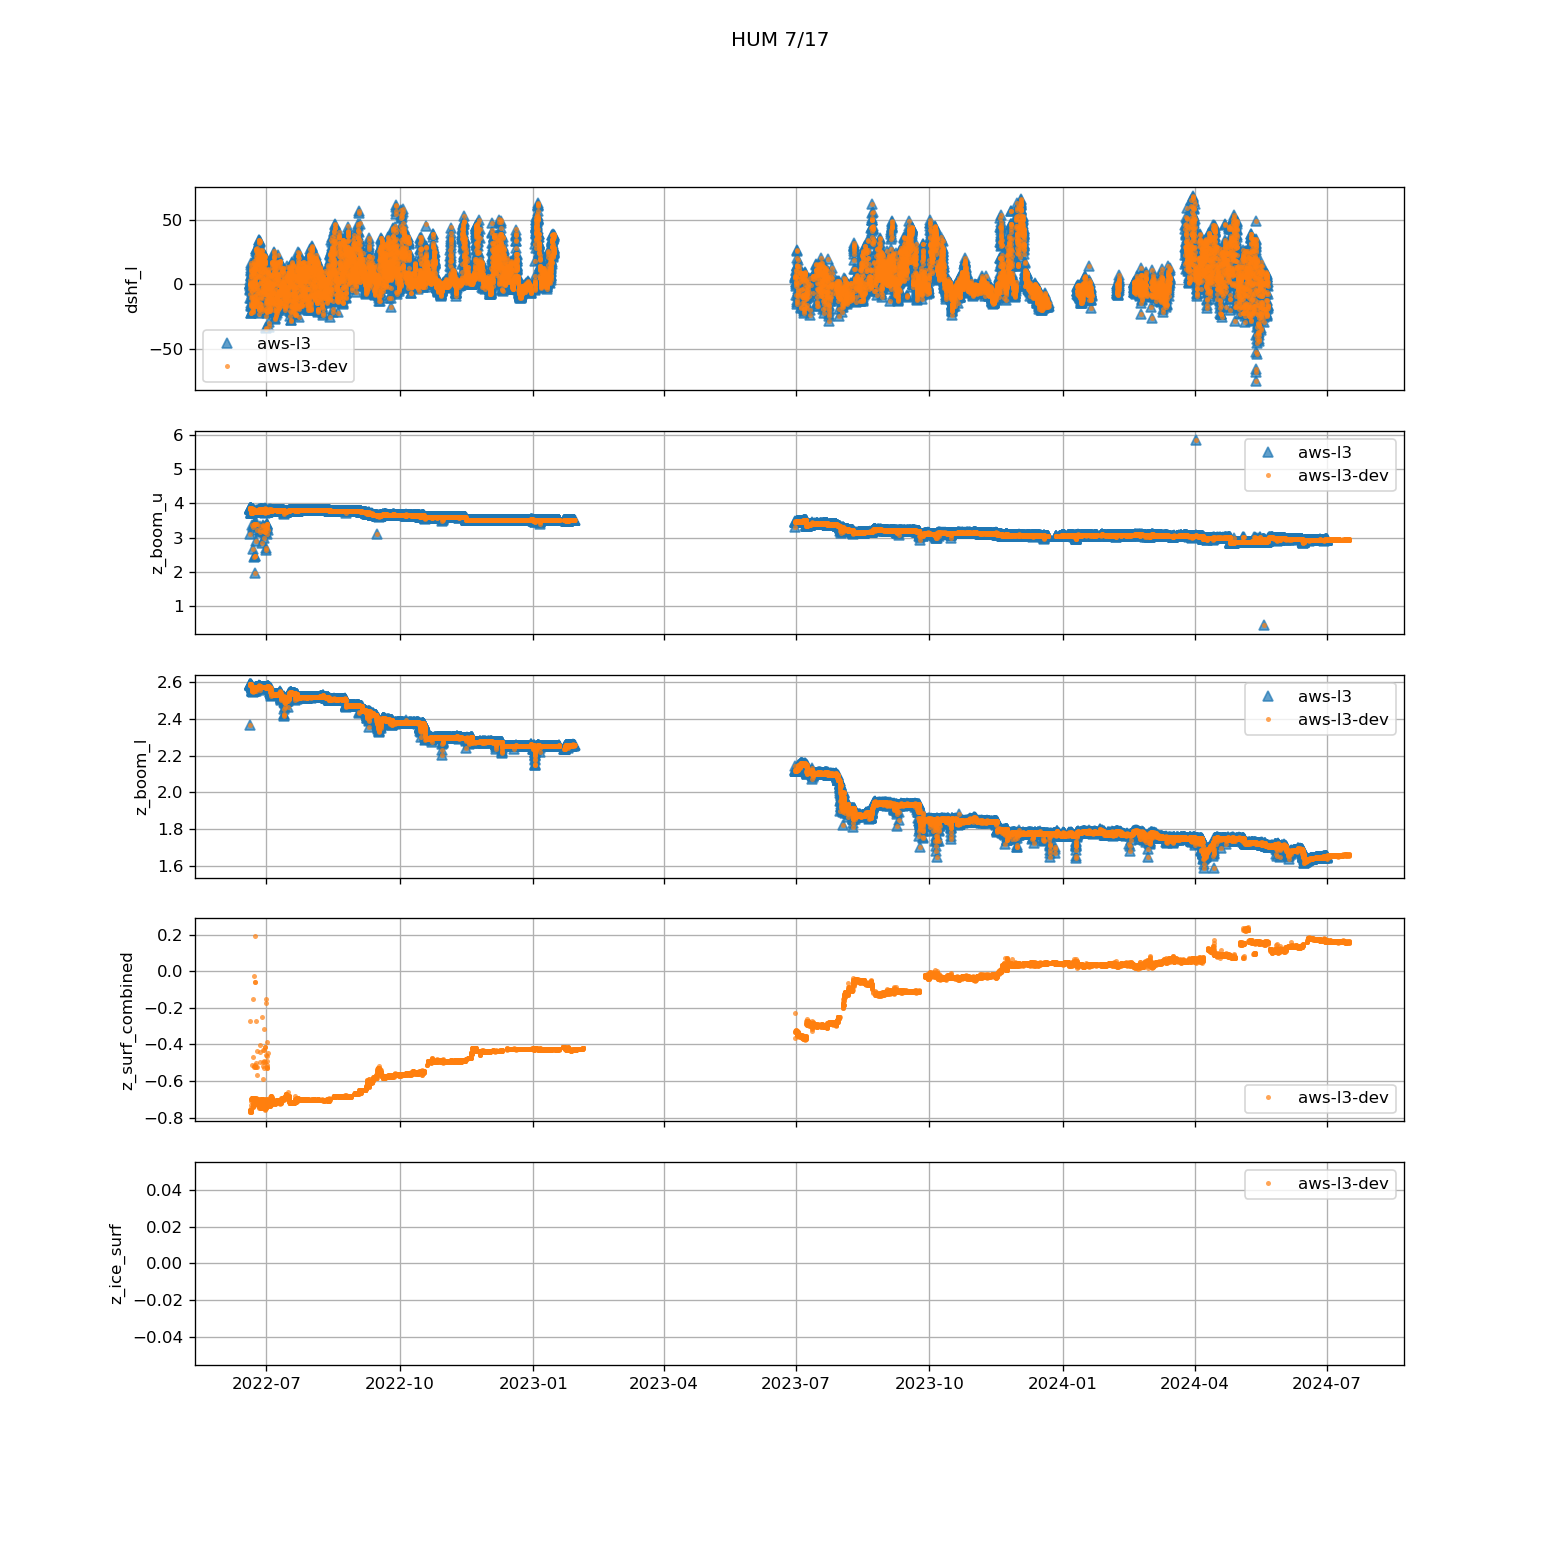 HUM 7/17
50
0
−50
dshf_l
aws-l3
aws-l3-dev
6
5
4
3
2
1
z_boom_u
aws-l3
aws-l3-dev
2.6
2.4
2.2
2.0
1.8
1.6
z_boom_l
aws-l3
aws-l3-dev
0.2
0.0
−0.2
−0.4
−0.6
−0.8
z_surf_combined
aws-l3-dev
0.04
0.02
0.00
−0.02
−0.04
z_ice_surf
aws-l3-dev
2022-07 2022-10 2023-01 2023-04 2023-07 2023-10 2024-01 2024-04 2024-07